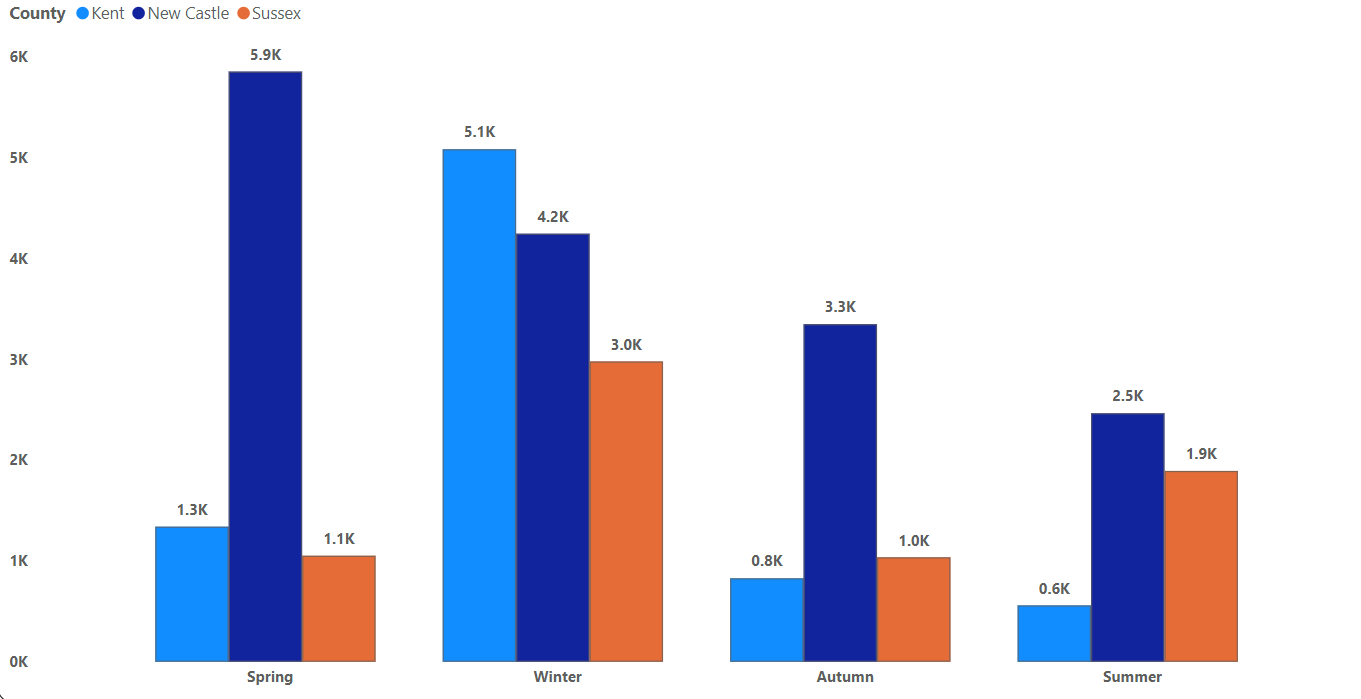 County Kent New Castle Sussex
6K
5.9K
5K
5.1K
4.2K
4K
3.3K
3K
3.0K
2.5K
2K
1.9K
1.3K
1.1K
1K
0.8K
1.0K
0.6K
0K
Spring Winter Autumn Summer